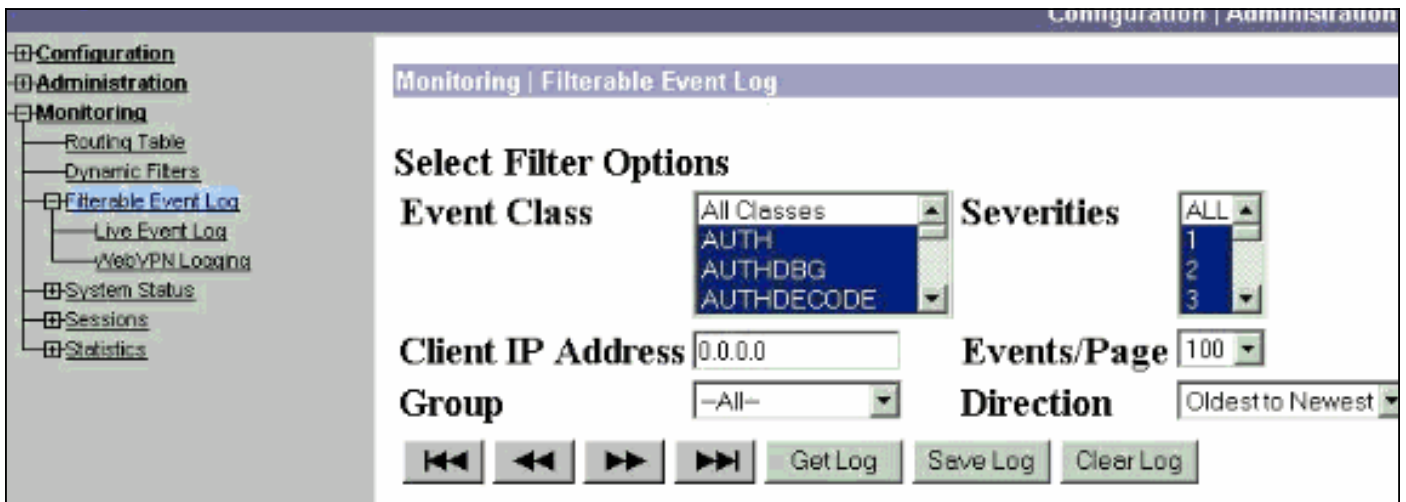 Configuration | Administration
Configuration
Administration
Monitoring
Routing Table
Dynamic Filters
Filterable Event Log
Live Event Log
WebVPN Logging
System Status
Sessions
Statistics
Monitoring | Filterable Event Log
Select Filter Options
Event Class
All Classes
AUTH
AUTHDBG
AUTHDECODE
Severities
ALL
1
2
3
Client IP Address
0.0.0.0
Events/Page
100
Group
--All--
Direction
Oldest to Newest
Get Log
Save Log
Clear Log